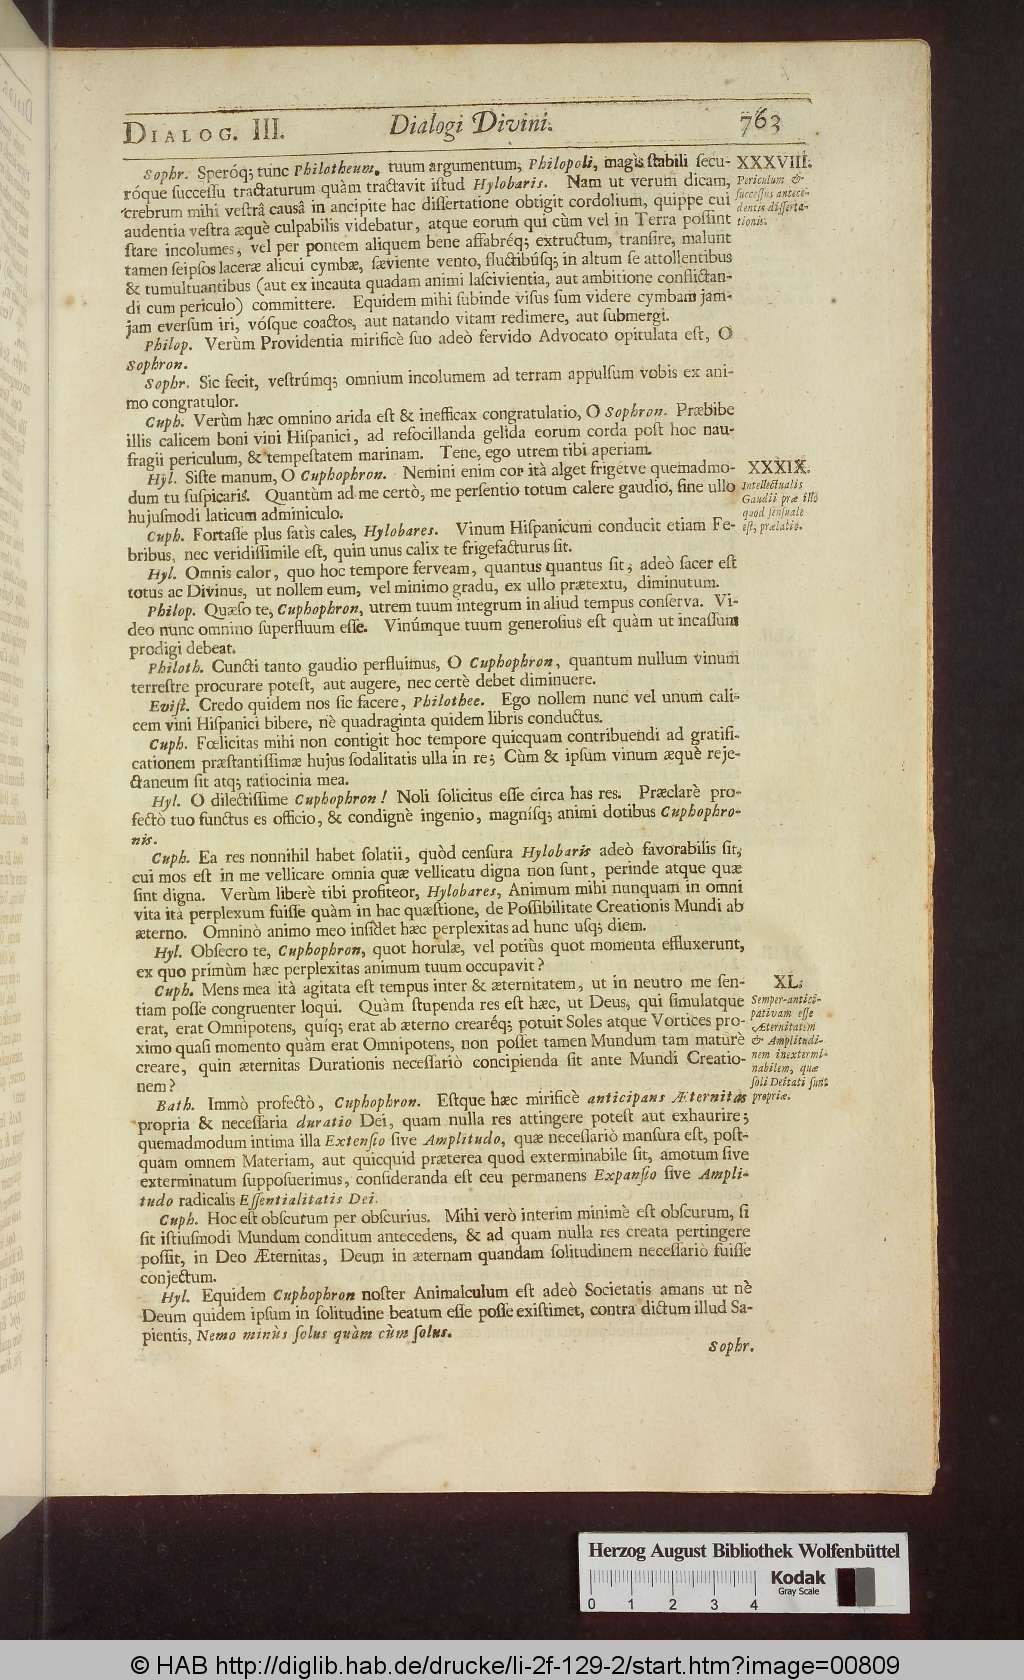 DIALOG. III. Dialogi Divini. 763
Sophr. Speróq; tunc Philotheum, tuum argumentum, Philopoli, magìs stabili secu-
róque successu tractaturum quàm tractavit istud Hylobaris. Nam ut verum dicam,
crebrum mihi vestrâ causâ in ancipite hac dissertatione obtigit cordolium, quippe cui
audentia vestra æquè culpabilis videbatur, atque eorum qui cùm vel in Terra possint
stare incolumes, vel per pontem aliquem bene affabréq; extructum, transire, malunt
tamen seipsos laceræ alicui cymbæ, sæviente vento, fluctibúsq; in altum se attollentibus
& tumultuantibus (aut ex incauta quadam animi lascivientia, aut ambitione conflictan-
di cum periculo) committere. Equidem mihi subinde visus sum videre cymbam jam-
jam eversum iri, vósque coactos, aut natando vitam redimere, aut submergi.
Philop. Verùm Providentia mirificè suo adeò fervido Advocato opitulata est, O
Sophron.
Sophr. Sic fecit, vestrúmq; omnium incolumem ad terram appulsum vobis ex ani-
mo congratulor.
Cuph. Verùm hæc omnino arida est & inefficax congratulatio, O Sophron. Præbibe
illis calicem boni vini Hispanici, ad refocillanda gelida eorum corda post hoc nau-
fragii periculum, & tempestatem marinam. Tene, ego utrem tibi aperiam.
Hyl. Siste manum, O Cuphophron. Nemini enim cor ità alget frigetve quemadmo-
dum tu suspicaris. Quantùm ad me certò, me persentio totum calere gaudio, sine ullo
hujusmodi laticum adminiculo.
Cuph. Fortasse plus satìs cales, Hylobares. Vinum Hispanicum conducit etiam Fe-
bribus, nec veridissimile est, quin unus calix te frigefacturus sit.
Hyl. Omnis calor, quo hoc tempore ferveam, quantus quantus sit, adeò sacer est
totus ac Divinus, ut nollem eum, vel minimo gradu, ex ullo prætextu, diminutum.
Philop. Quæso te, Cuphophron, utrem tuum integrum in aliud tempus conserva. Vi-
deo nunc omnino superfluum esse. Vinúmque tuum generosius est quàm ut incassum
prodigi debeat.
Philoth. Cuncti tanto gaudio perfluimus, O Cuphophron, quantum nullum vinum
terrestre procurare potest, aut augere, nec certè debet diminuere.
Evist. Credo quidem nos sic facere, Philothee. Ego nollem nunc vel unum cali-
cem vini Hispanici bibere, nè quadraginta quidem libris conductus.
Cuph. Fœlicitas mihi non contigit hoc tempore quicquam contribuendi ad gratifi-
cationem præstantissimæ hujus sodalitatis ulla in re; Cùm & ipsum vinum æquè reje-
ctaneum sit atq; ratiocinia mea.
Hyl. O dilectissime Cuphophron! Noli solicitus esse circa has res. Præclarè pro-
fectò tuo functus es officio, & condignè ingenio, magnísq; animi dotibus Cuphophro-
nis.
Cuph. Ea res nonnihil habet solatii, quòd censura Hylobaris adeò favorabilis sit,
cui mos est in me vellicare omnia quæ vellicatu digna non sunt, perinde atque quæ
sint digna. Verùm liberè tibi profiteor, Hylobares, Animum mihi nunquam in omni
vita ità perplexum fuisse quàm in hac quæstione, de Possibilitate Creationis Mundi ab
æterno. Omninò animo meo insidet hæc perplexitas ad hunc usq; diem.
Hyl. Obsecro te, Cuphophron, quot horulæ, vel potiùs quot momenta effluxerunt,
ex quo prímùm hæc perplexitas animum tuum occupavit?
Cuph. Mens mea ità agitata est tempus inter & æternitatem, ut in neutro me sen-
tiam posse congruenter loqui. Quàm stupenda res est hæc, ut Deus, qui simulatque
erat, erat Omnipotens, quíq; erat ab æterno crearéq; potuit Soles atque Vortices pro-
ximo quasi momento quàm erat Omnipotens, non posset tamen Mundum tam maturè
creare, quin æternitas Durationis necessariò concipienda sit ante Mundi Creatio-
nem?
Bath. Immò profectò, Cuphophron. Estque hæc mirificè anticipans Æternitas
propria & necessaria duratio Dei, quam nulla res attingere potest aut exhaurire;
quemadmodum intima illa Extensio sive Amplitudo, quæ necessariò mansura est, post-
quam omnem Materiam, aut quicquid præterea quod exterminabile sit, amotum sive
exterminatum supposuerimus, consideranda est ceu permanens Expansio sive Ampli-
tudo radicalis Essentialitatis Dei.
Cuph. Hoc est obscurum per obscurius. Mihi verò interim minimè est obscurum, si
sit istiusmodi Mundum conditum antecedens, & ad quam nulla res creata pertingere
possit, in Deo Æternitas, Deum in æternam quandam solitudinem necessariò fuisse
conjectum.
Hyl. Equidem Cuphophron noster Animalculum est adeò Societatis amans ut nè
Deum quidem ipsum in solitudine beatum esse posse existimet, contra dictum illud Sa-
pientis, Nemo minùs solus quàm cùm solus.
Sophr.
XXXVIII.
Periculum &
successus antece-
dentis disserta-
tionis.
XXXIX.
Intellectualis
Gaudii præ illo
quod sensuale
est, prælatio.
XL.
Semper-antici-
pativam esse
Æternitatem
& Amplitudi-
nem inextermi-
nabilem, quæ
soli Deitati sunt
propriæ.
Herzog August Bibliothek Wolfenbüttel
Kodak
Gray Scale
0 1 2 3 4
© HAB http://diglib.hab.de/drucke/li-2f-129-2/start.htm?image=00809